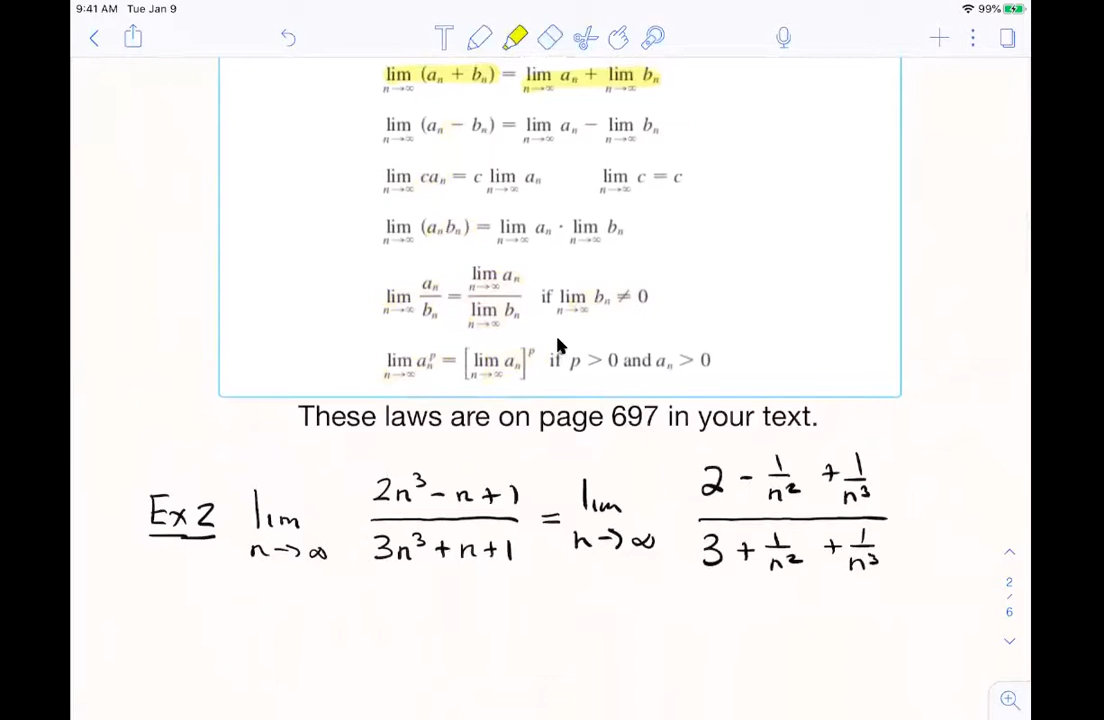 9:41 AM Tue Jan 9 99%
lim n→∞ (aₙ + bₙ) = lim n→∞ aₙ + lim n→∞ bₙ
lim n→∞ (aₙ − bₙ) = lim n→∞ aₙ − lim n→∞ bₙ
lim n→∞ caₙ = c lim n→∞ aₙ lim n→∞ c = c
lim n→∞ (aₙbₙ) = lim n→∞ aₙ · lim n→∞ bₙ
lim n→∞ aₙ/bₙ = lim n→∞ aₙ / lim n→∞ bₙ if lim n→∞ bₙ ≠ 0
lim n→∞ aₙᵖ = [lim n→∞ aₙ]ᵖ if p > 0 and aₙ > 0
These laws are on page 697 in your text.
Ex 2 lim n→∞ (2n³ − n + 1)/(3n³ + n + 1) = lim n→∞ (2 − 1/n² + 1/n³)/(3 + 1/n² + 1/n³)
2
/
6